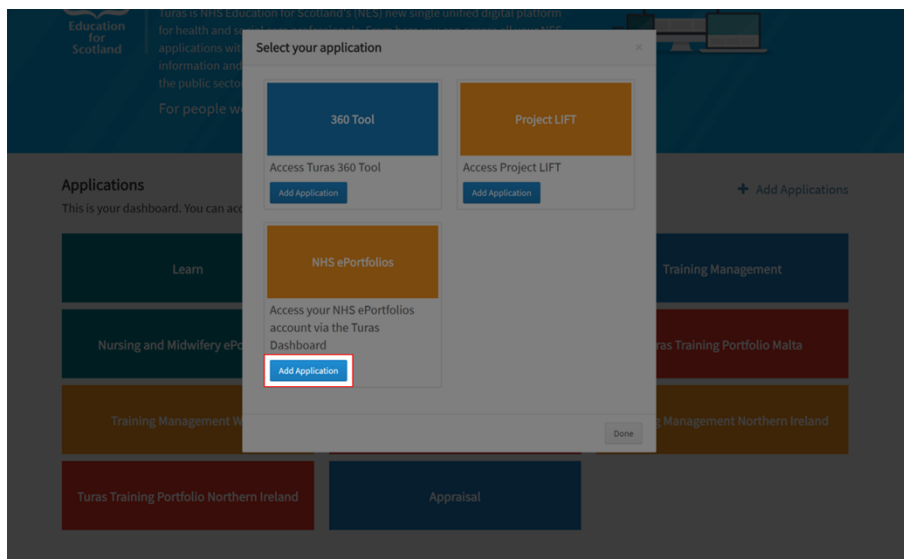 Education
for
Scotland
Turas is NHS Education for Scotland's (NES) new single unified digital platform
for health and
applications wit
information and
the public secto
For people w
Select your application
×
360 Tool
Access Turas 360 Tool
Add Application
Project LIFT
Access Project LIFT
Add Application
NHS ePortfolios
Access your NHS ePortfolios
account via the Turas
Dashboard
Add Application
Done
Applications
This is your dashboard. You can acc
+ Add Applications
Learn
Training Management
Nursing and Midwifery ePo
ras Training Portfolio Malta
Training Management W
g Management Northern Ireland
Turas Training Portfolio Northern Ireland
Appraisal